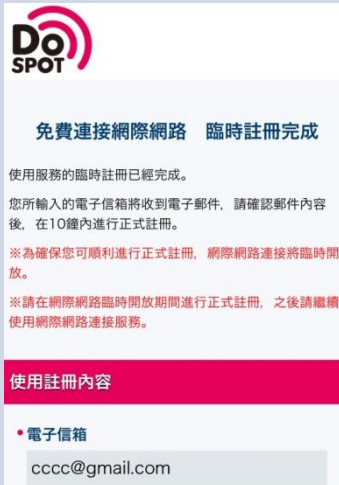 Do
SPOT
免費連接網際網路　臨時註冊完成
使用服務的臨時註冊已經完成。
您所輸入的電子信箱將收到電子郵件，請確認郵件內容
後，在10鐘內進行正式註冊。
※為確保您可順利進行正式註冊，網際網路連接將臨時開
放。
※請在網際網路臨時開放期間進行正式註冊，之後請繼續
使用網際網路連接服務。
使用註冊內容
•電子信箱
cccc@gmail.com